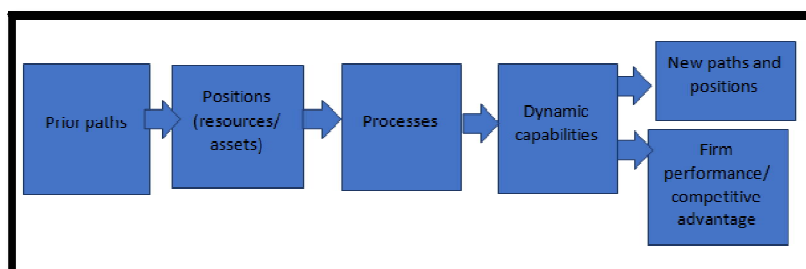 Prior paths
Positions
(resources/
assets)
Processes
Dynamic
capabilities
New paths and
positions
Firm
performance/
competitive
advantage